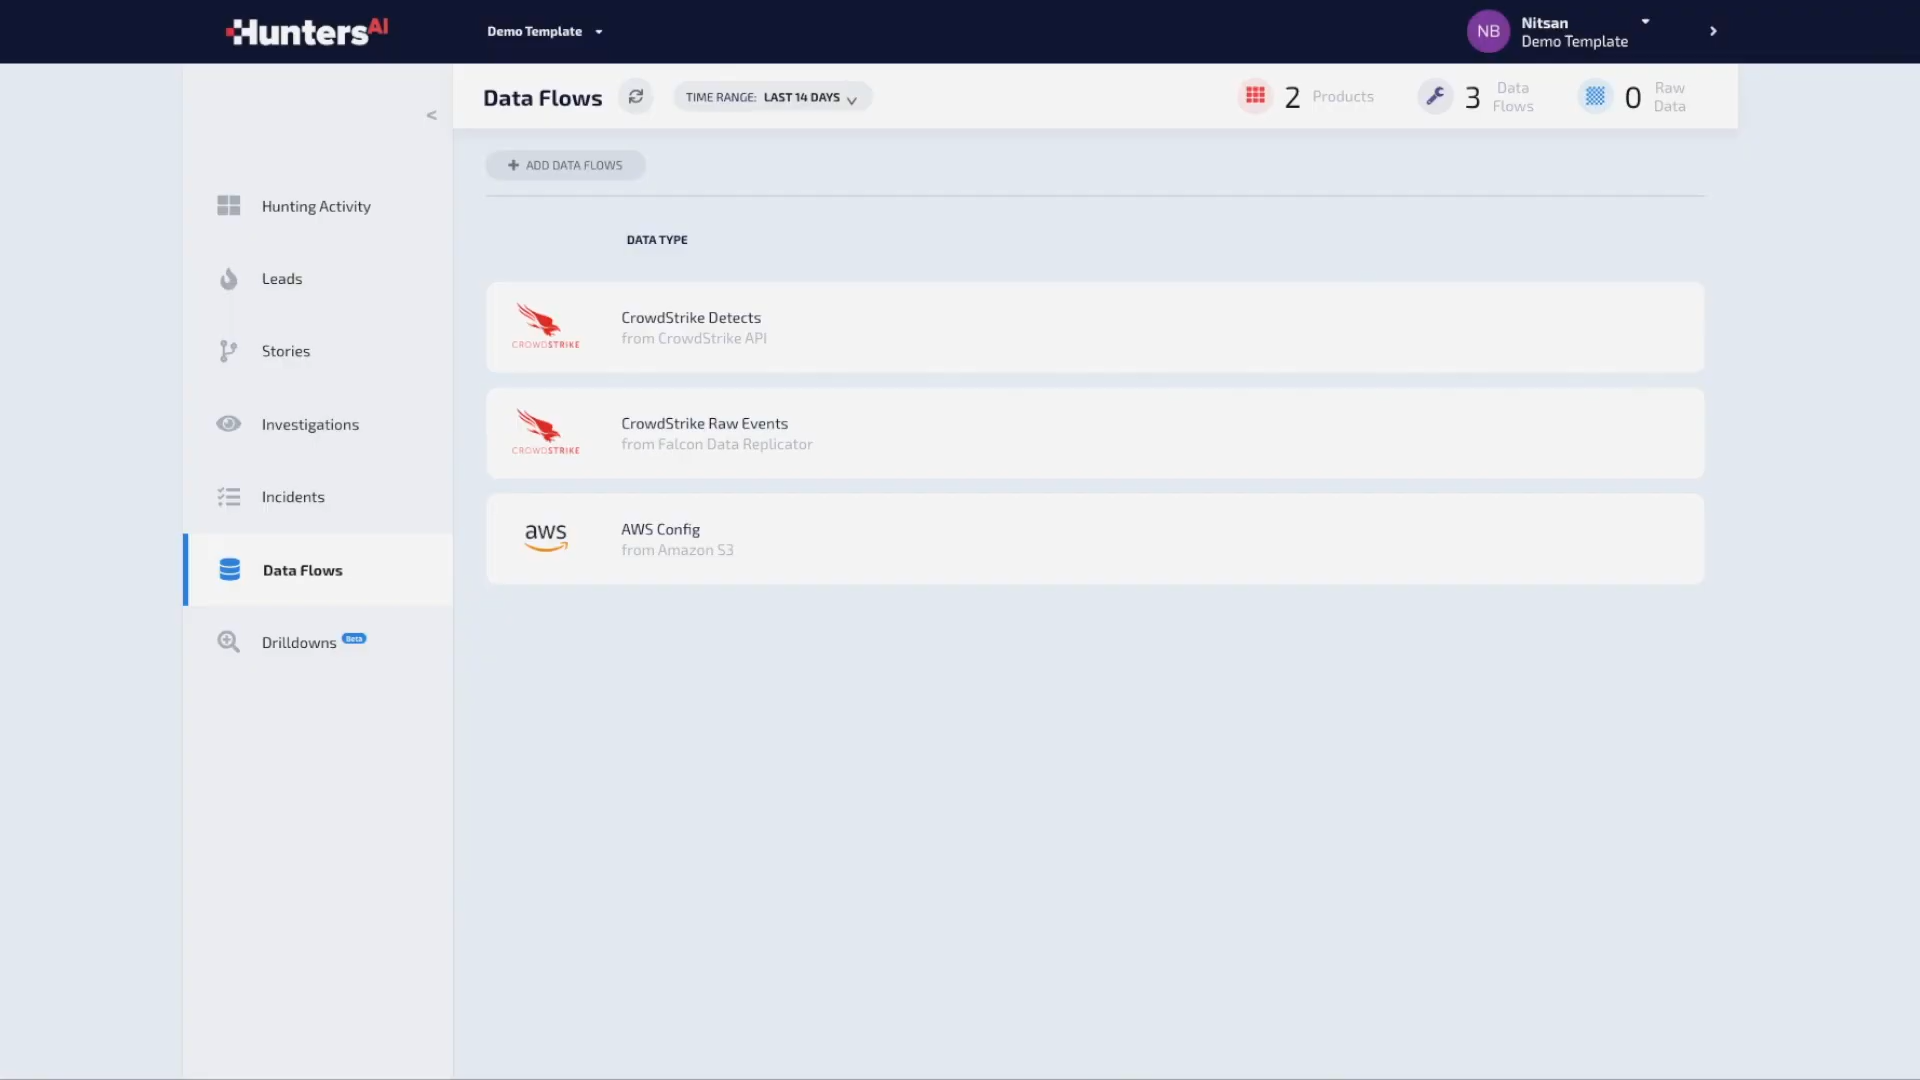 HuntersAI
Demo Template
NB
Nitsan
Demo Template
Data Flows
TIME RANGE: LAST 14 DAYS
2 Products
3 Data Flows
0 Raw Data
<
ADD DATA FLOWS
Hunting Activity
Leads
Stories
Investigations
Incidents
Data Flows
Drilldowns Beta
DATA TYPE
CROWDSTRIKE
CrowdStrike Detects
from CrowdStrike API
CROWDSTRIKE
CrowdStrike Raw Events
from Falcon Data Replicator
aws
AWS Config
from Amazon S3